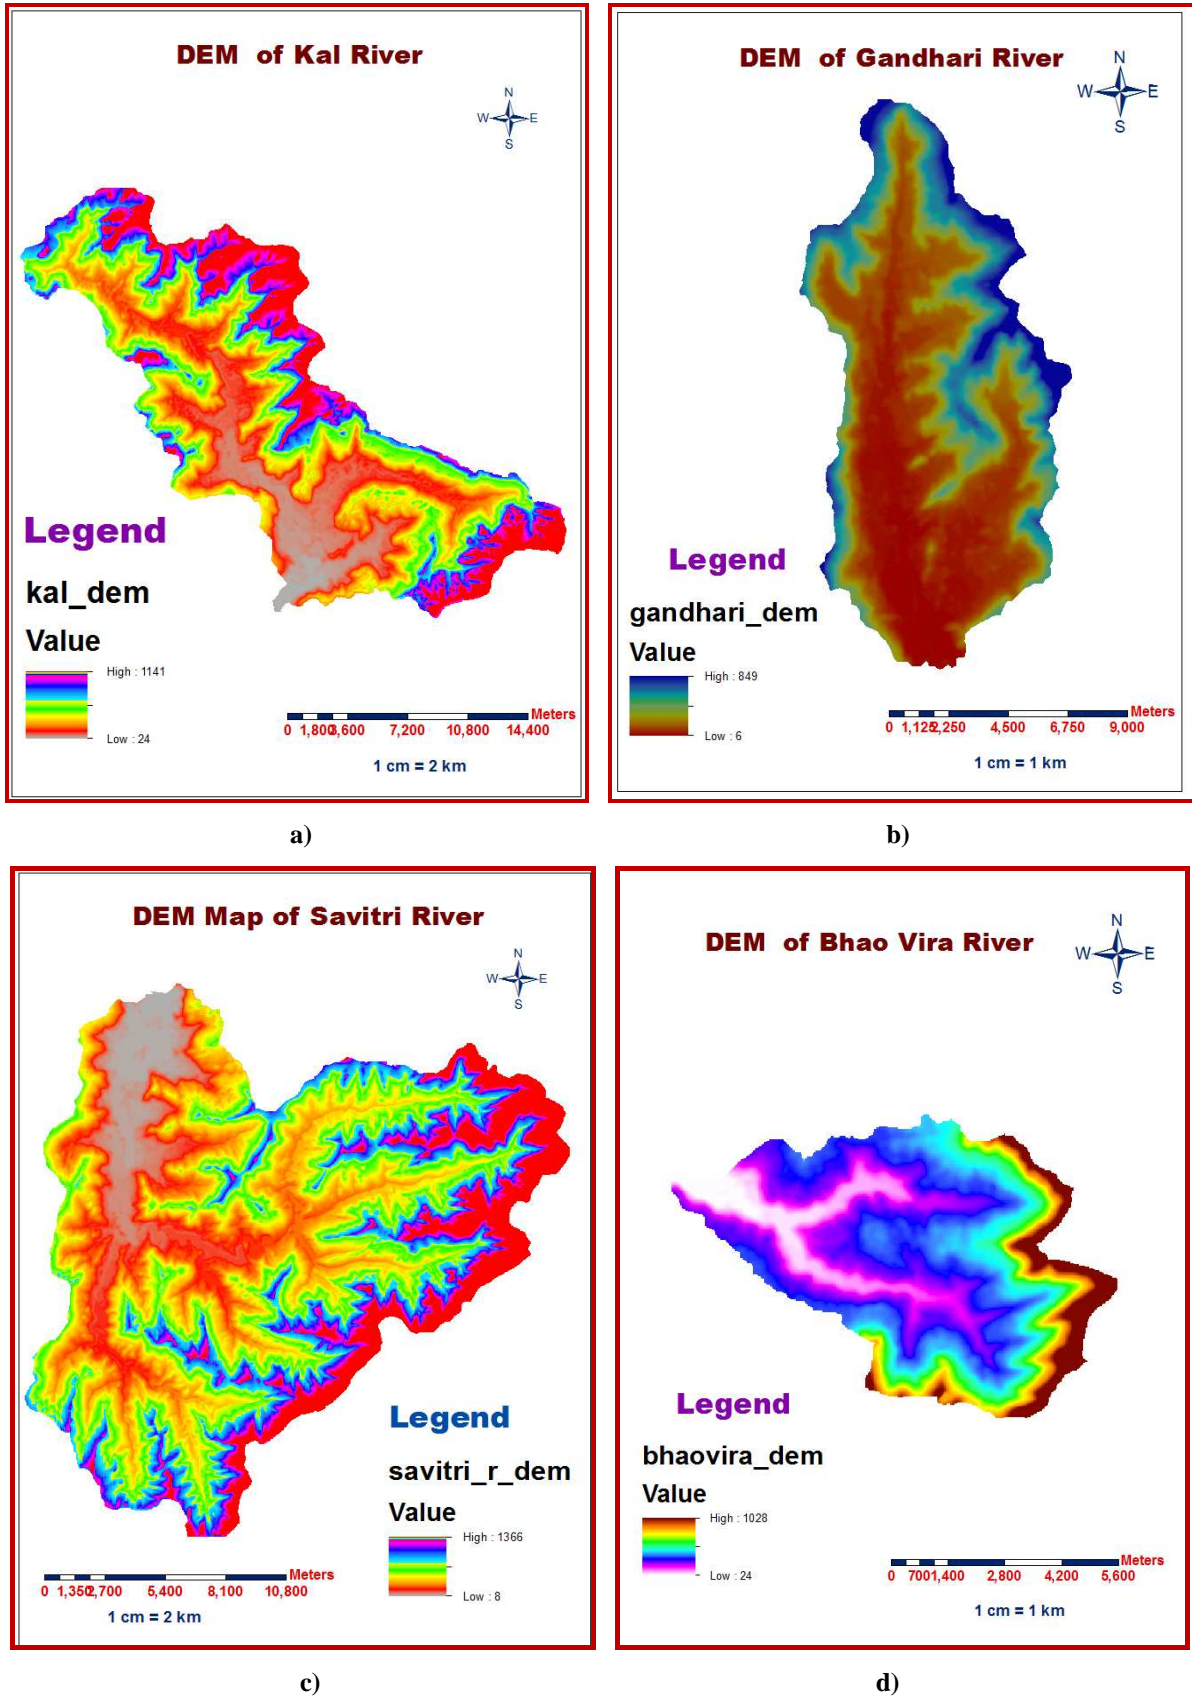 DEM of Kal River
N
W E
S
Legend
kal_dem
Value
High : 1141
Low : 24
Meters
0 1,800 3,600 7,200 10,800 14,400
1 cm = 2 km
a)
DEM of Gandhari River
N
W E
S
Legend
gandhari_dem
Value
High : 849
Low : 6
Meters
0 1,125 2,250 4,500 6,750 9,000
1 cm = 1 km
b)
DEM Map of Savitri River
N
W E
S
Legend
savitri_r_dem
Value
High : 1366
Low : 8
Meters
0 1,350 2,700 5,400 8,100 10,800
1 cm = 2 km
c)
DEM of Bhao Vira River
N
W E
S
Legend
bhaovira_dem
Value
High : 1028
Low : 24
Meters
0 700 1,400 2,800 4,200 5,600
1 cm = 1 km
d)